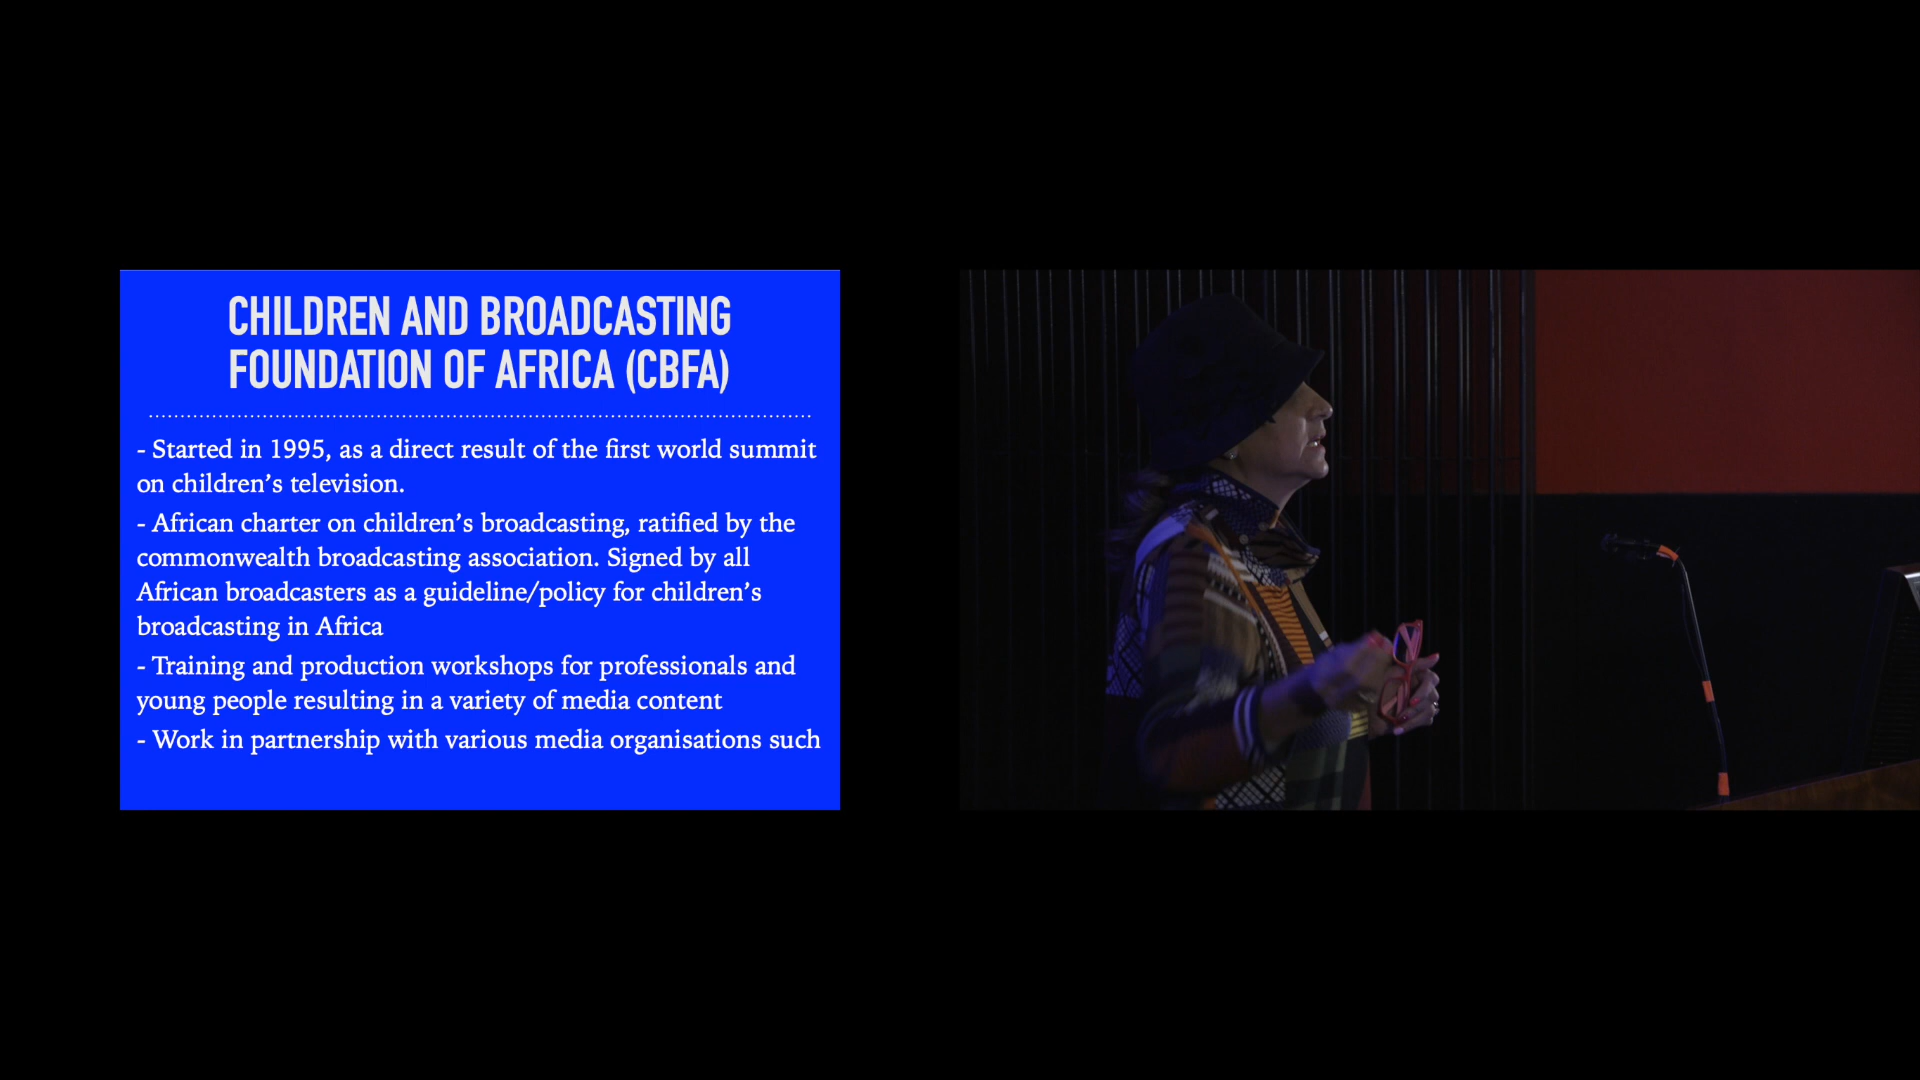 CHILDREN AND BROADCASTING
FOUNDATION OF AFRICA (CBFA)
- Started in 1995, as a direct result of the first world summit
on children’s television.
- African charter on children’s broadcasting, ratified by the
commonwealth broadcasting association. Signed by all
African broadcasters as a guideline/policy for children’s
broadcasting in Africa
- Training and production workshops for professionals and
young people resulting in a variety of media content
- Work in partnership with various media organisations such